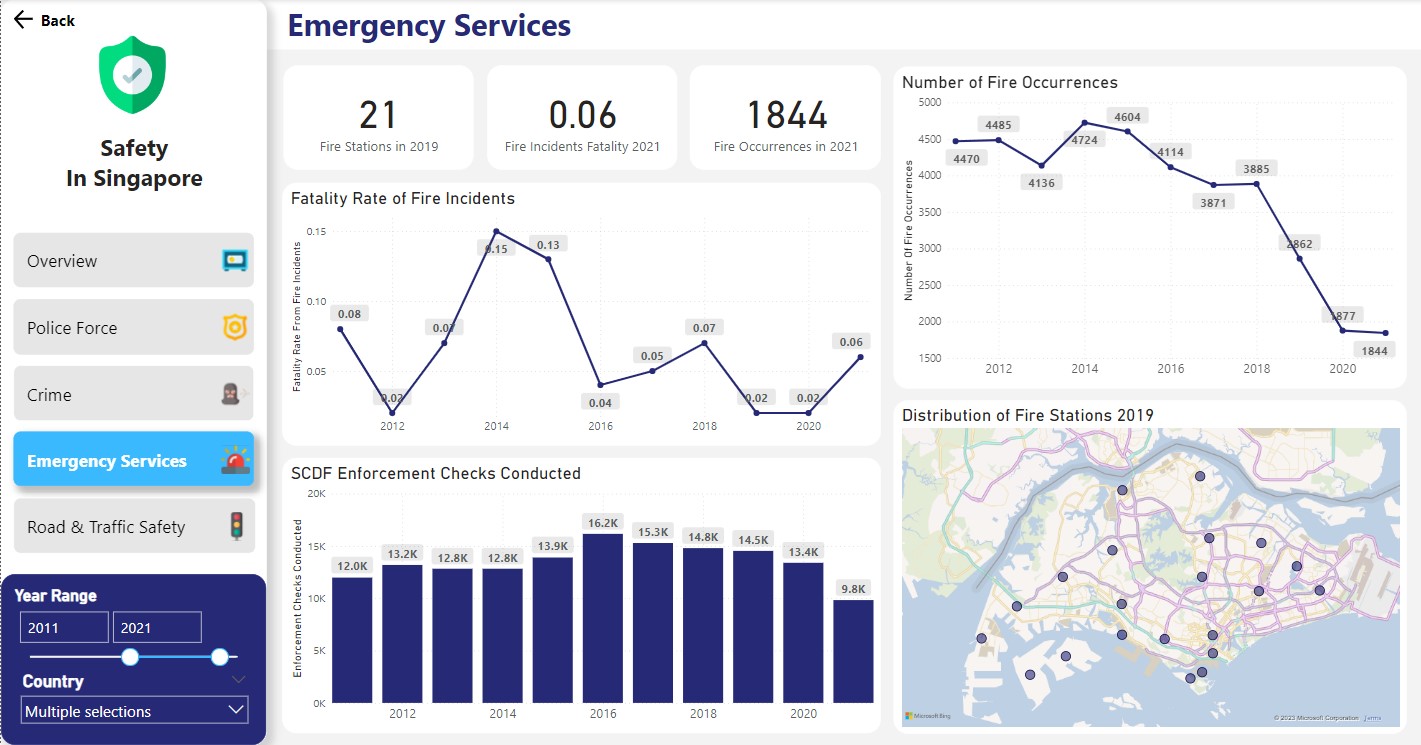 Back
Safety
In Singapore
Overview
Police Force
Crime
Emergency Services
Road & Traffic Safety
Year Range
2011
2021
Country
Multiple selections
Emergency Services
21
Fire Stations in 2019
0.06
Fire Incidents Fatality 2021
1844
Fire Occurrences in 2021
Fatality Rate of Fire Incidents
Fatality Rate From Fire Incidents
0.15
0.10
0.05
0.08
0.02
0.07
0.15
0.13
0.04
0.05
0.07
0.02
0.02
0.06
2012
2014
2016
2018
2020
SCDF Enforcement Checks Conducted
Enforcement Checks Conducted
20K
15K
10K
5K
0K
12.0K
13.2K
12.8K
12.8K
13.9K
16.2K
15.3K
14.8K
14.5K
13.4K
9.8K
2012
2014
2016
2018
2020
Number of Fire Occurrences
Number Of Fire Occurrences
5000
4500
4000
3500
3000
2500
2000
1500
4470
4485
4136
4724
4604
4114
3871
3885
2862
1877
1844
2012
2014
2016
2018
2020
Distribution of Fire Stations 2019
Microsoft Bing
© 2023 Microsoft Corporation Terms